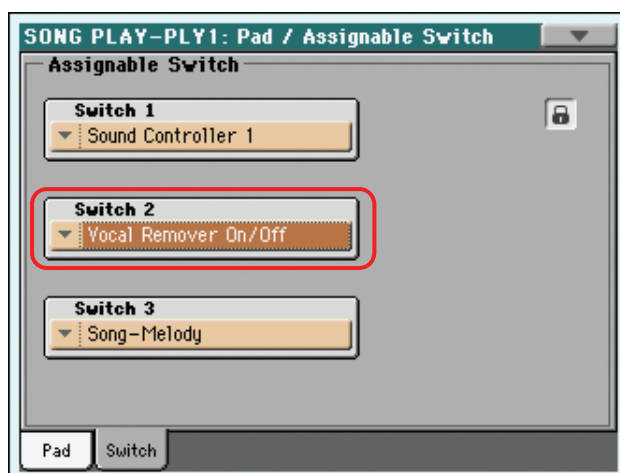 SONG PLAY-PLY1: Pad / Assignable Switch
Assignable Switch
Switch 1
Sound Controller 1
Switch 2
Vocal Remover On/Off
Switch 3
Song-Melody
Pad
Switch